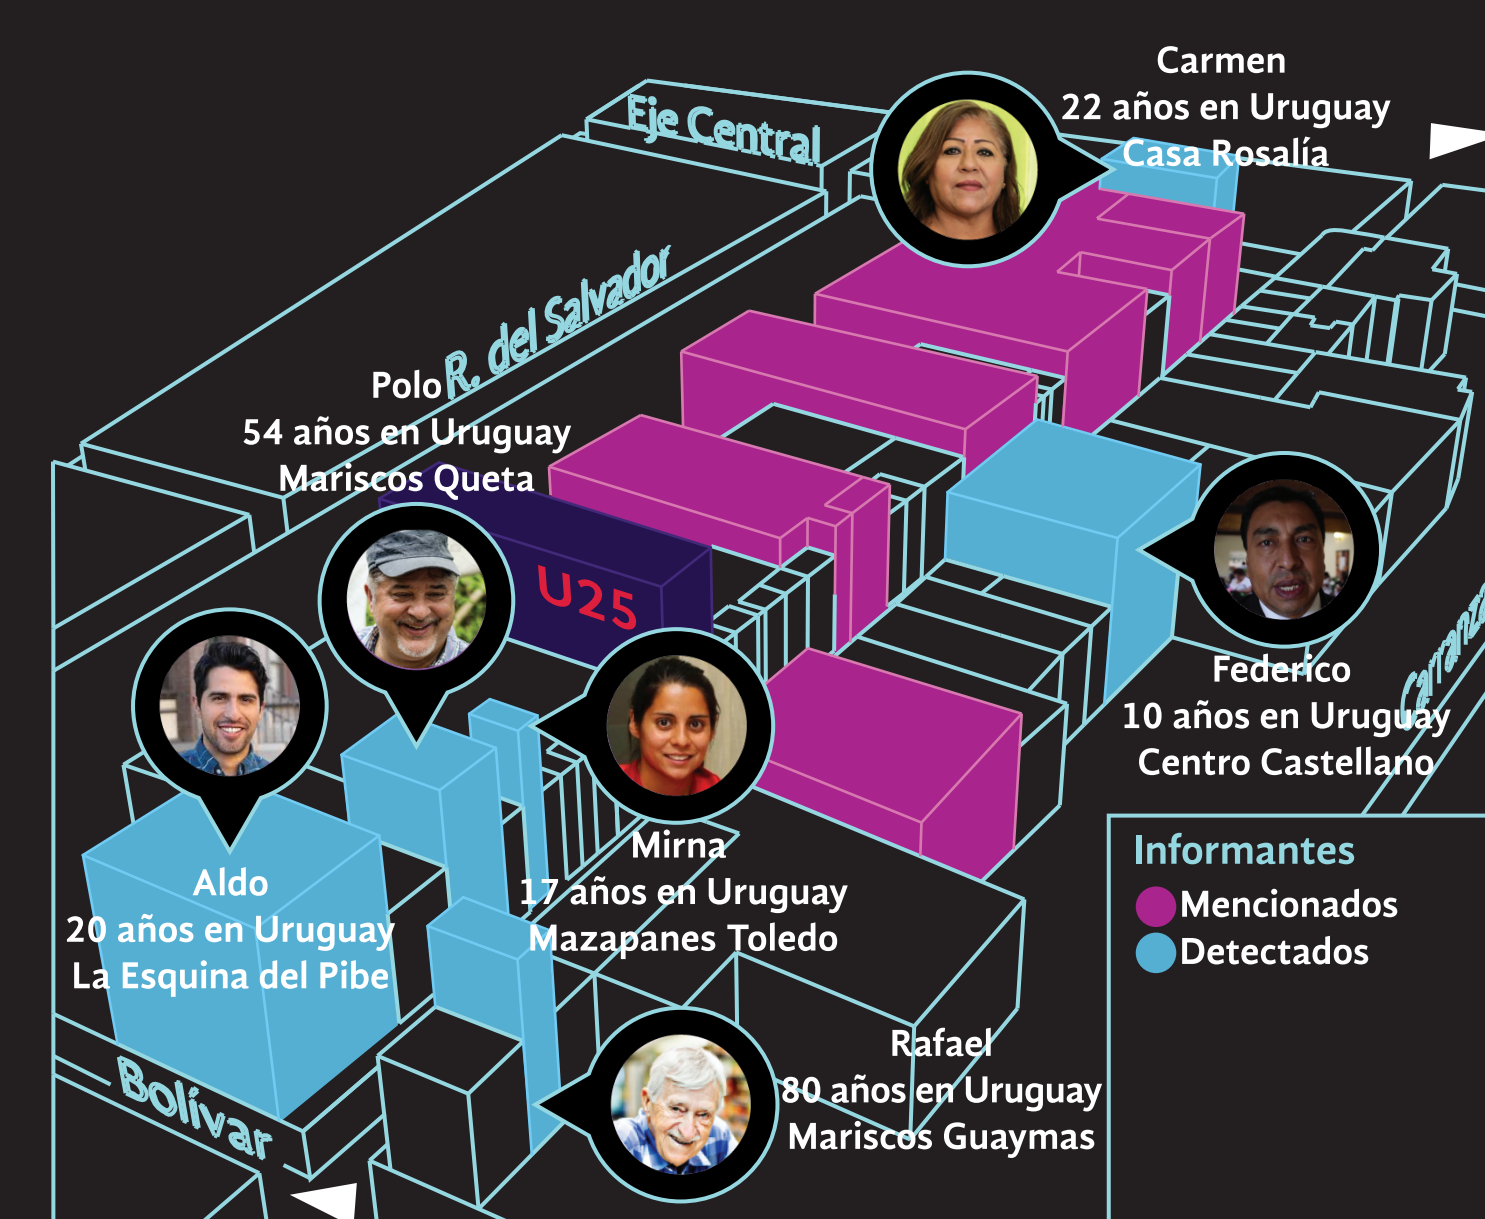 Carmen
22 años en Uruguay
Casa Rosalía
Eje Central
R. del Salvador
Polo
54 años en Uruguay
Mariscos Queta
U25
Federico
10 años en Uruguay
Centro Castellano
Carranza
Aldo
20 años en Uruguay
La Esquina del Pibe
Mirna
17 años en Uruguay
Mazapanes Toledo
Informantes
Mencionados
Detectados
Rafael
80 años en Uruguay
Mariscos Guaymas
Bolívar